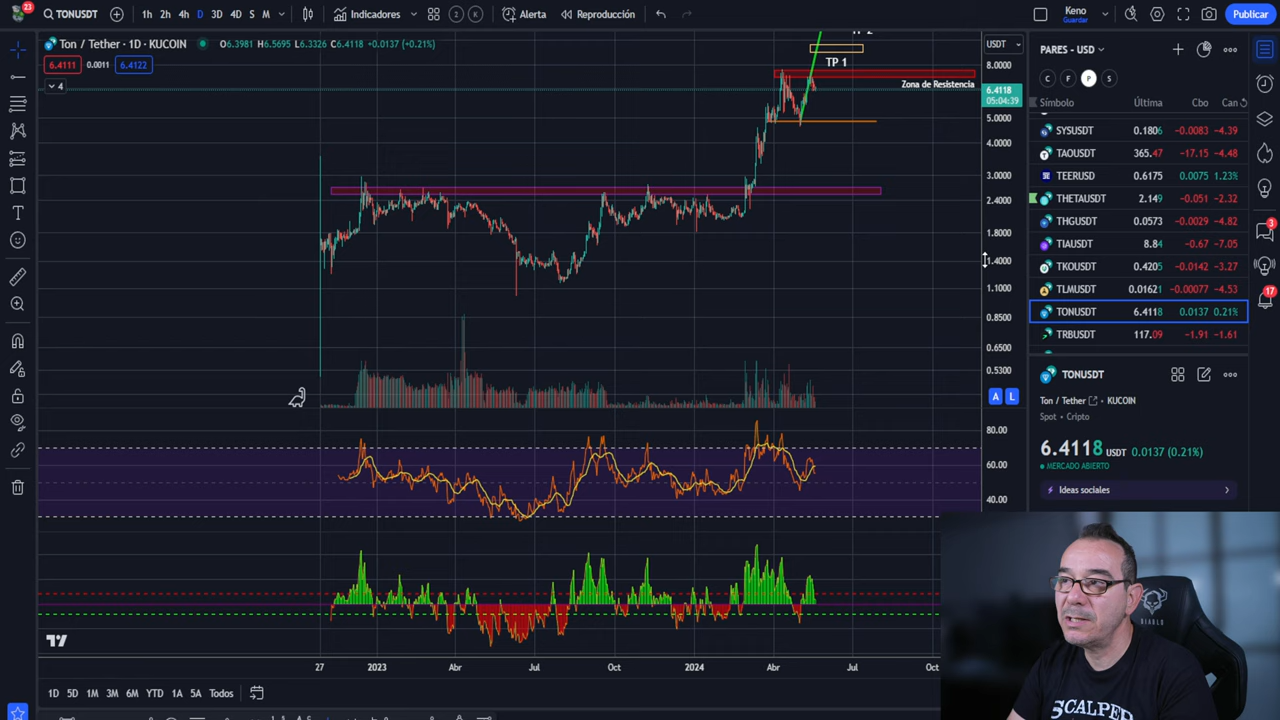 23
TONUSDT
1h 2h 4h D 3D 4D S M
Indicadores
2 K
Alerta
Reproducción
Keno
Guardar
Publicar
Ton / Tether · 1D · KUCOIN
O6.3981 H6.5695 L6.3326 C6.4118 +0.0137 (+0.21%)
6.4111 0.0011 6.4122
4
USDT
TP 1
Zona de Resistencia
8.0000
6.4118
05:04:39
5.0000
4.0000
3.0000
2.4000
1.8000
1.4000
1.1000
0.8500
0.6500
0.5300
A L
80.00
60.00
40.00
27 2023 Abr Jul Oct 2024 Abr Jul Oct
1D 5D 1M 3M 6M YTD 1A 5A Todos
PARES - USD
C F P S
Símbolo Última Cbo Can
SYSUSDT 0.1806 -0.0083 -4.39
TAOUSDT 365.47 -17.15 -4.48
TEERUSD 0.6175 0.0075 1.23%
THETAUSDT 2.149 -0.051 -2.32
THGUSDT 0.0573 -0.0029 -4.82
TIAUSDT 8.84 -0.67 -7.05
TKOUSDT 0.4205 -0.0142 -3.27
TLMUSDT 0.01621 -0.00077 -4.53
TONUSDT 6.4118 0.0137 0.21%
TRBUSDT 117.09 -1.91 -1.61
TONUSDT
Ton / Tether · KUCOIN
Spot • Cripto
6.4118 USDT 0.0137 (0.21%)
MERCADO ABIERTO
Ideas sociales
3
17
DIABLO
SCALPER